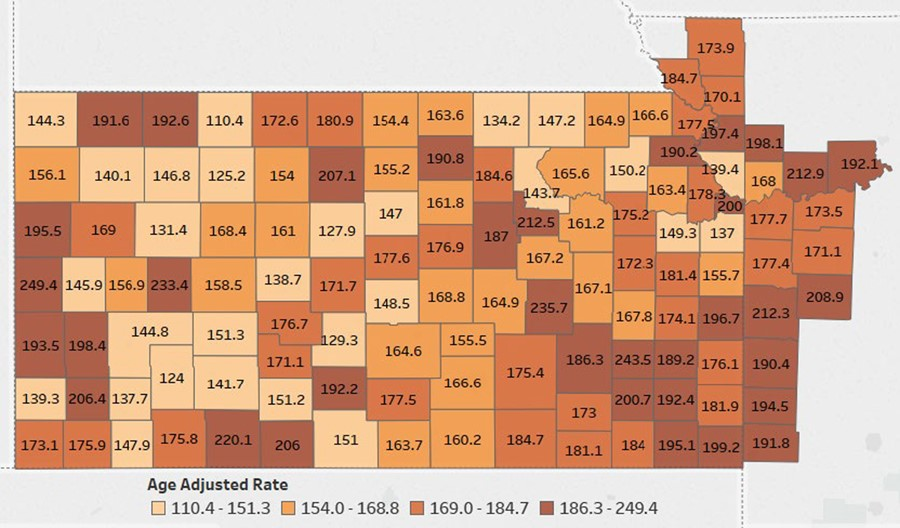 173.9
184.7
170.1
144.3 191.6 192.6 110.4 172.6 180.9 154.4 163.6 134.2 147.2 164.9 166.6 177.5 197.4
198.1
156.1 140.1 146.8 125.2 154 207.1 155.2 190.8 184.6 143.7 165.6 150.2 190.2 139.4 168 212.9 192.1
163.4 178.3 200
195.5 169 131.4 168.4 161 127.9 147 161.8 187 212.5 161.2 175.2 149.3 137 177.7 173.5
177.6 176.9 167.2 172.3 177.4 171.1
249.4 145.9 156.9 233.4 158.5 138.7 171.7 148.5 168.8 164.9 235.7 167.1 181.4 155.7 208.9
167.8 174.1 196.7 212.3
193.5 198.4 144.8 151.3 176.7 129.3 164.6 155.5
171.1 175.4 186.3 243.5 189.2 176.1 190.4
139.3 206.4 137.7 124 141.7 151.2 192.2 177.5 166.6 173 200.7 192.4 181.9 194.5
173.1 175.9 147.9 175.8 220.1 206 151 163.7 160.2 184.7 181.1 184 195.1 199.2 191.8
Age Adjusted Rate
110.4 - 151.3 154.0 - 168.8 169.0 - 184.7 186.3 - 249.4